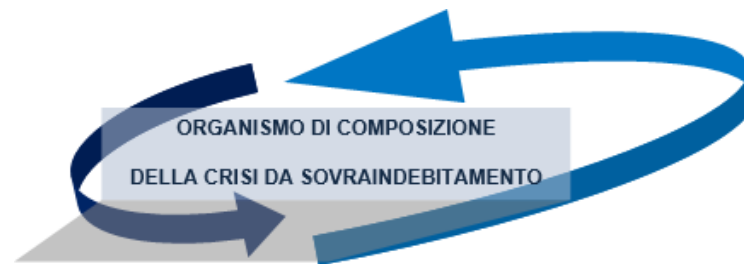 ORGANISMO DI COMPOSIZIONE
DELLA CRISI DA SOVRAINDEBITAMENTO